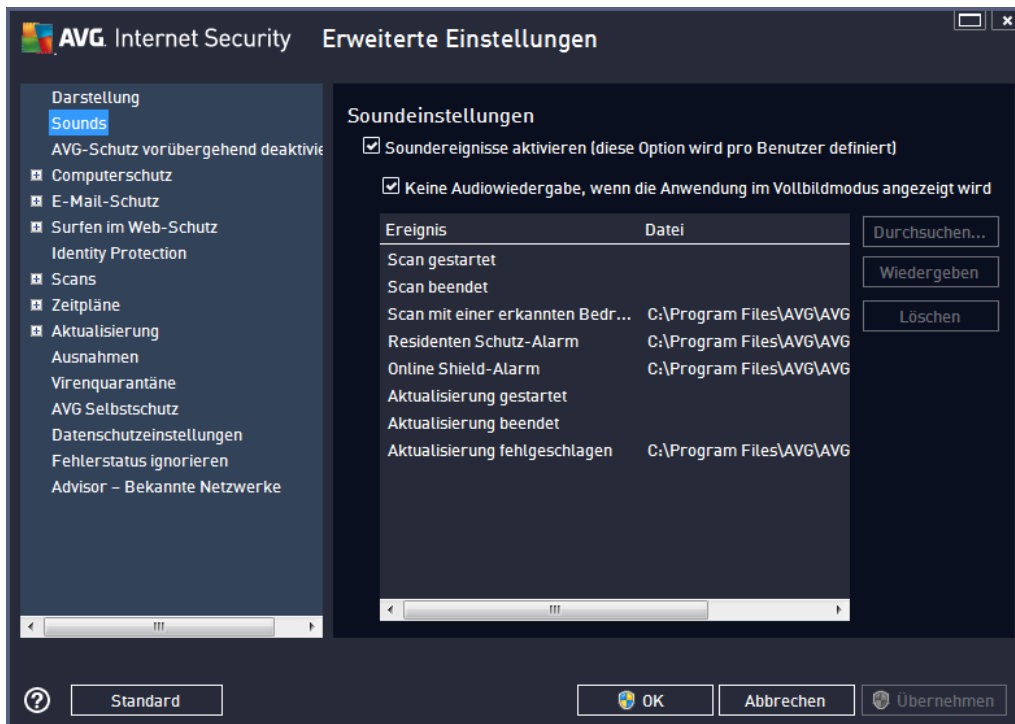 AVG. Internet Security Erweiterte Einstellungen
Darstellung
Sounds
AVG-Schutz vorübergehend deaktivie
Computerschutz
E-Mail-Schutz
Surfen im Web-Schutz
Identity Protection
Scans
Zeitpläne
Aktualisierung
Ausnahmen
Virenquarantäne
AVG Selbstschutz
Datenschutzeinstellungen
Fehlerstatus ignorieren
Advisor – Bekannte Netzwerke
Soundeinstellungen
Soundereignisse aktivieren (diese Option wird pro Benutzer definiert)
Keine Audiowiedergabe, wenn die Anwendung im Vollbildmodus angezeigt wird
Ereignis Datei
Scan gestartet
Scan beendet
Scan mit einer erkannten Bedr... C:\Program Files\AVG\AVG
Residenten Schutz-Alarm C:\Program Files\AVG\AVG
Online Shield-Alarm C:\Program Files\AVG\AVG
Aktualisierung gestartet
Aktualisierung beendet
Aktualisierung fehlgeschlagen C:\Program Files\AVG\AVG
Durchsuchen...
Wiedergeben
Löschen
? Standard OK Abbrechen Übernehmen